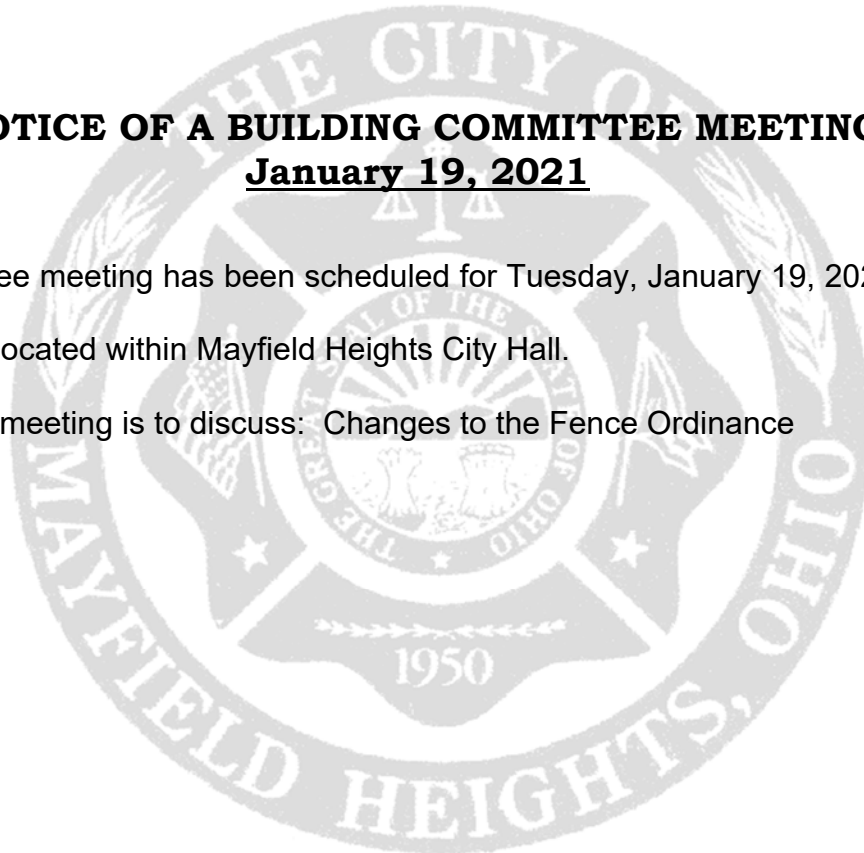 OTICE OF A BUILDING COMMITTEE MEETING
January 19, 2021
ee meeting has been scheduled for Tuesday, January 19, 202
ocated within Mayfield Heights City Hall.
meeting is to discuss: Changes to the Fence Ordinance
THE CITY OF
MAYFIELD HEIGHTS, OHIO
THE GREAT SEAL OF THE STATE OF OHIO
1950